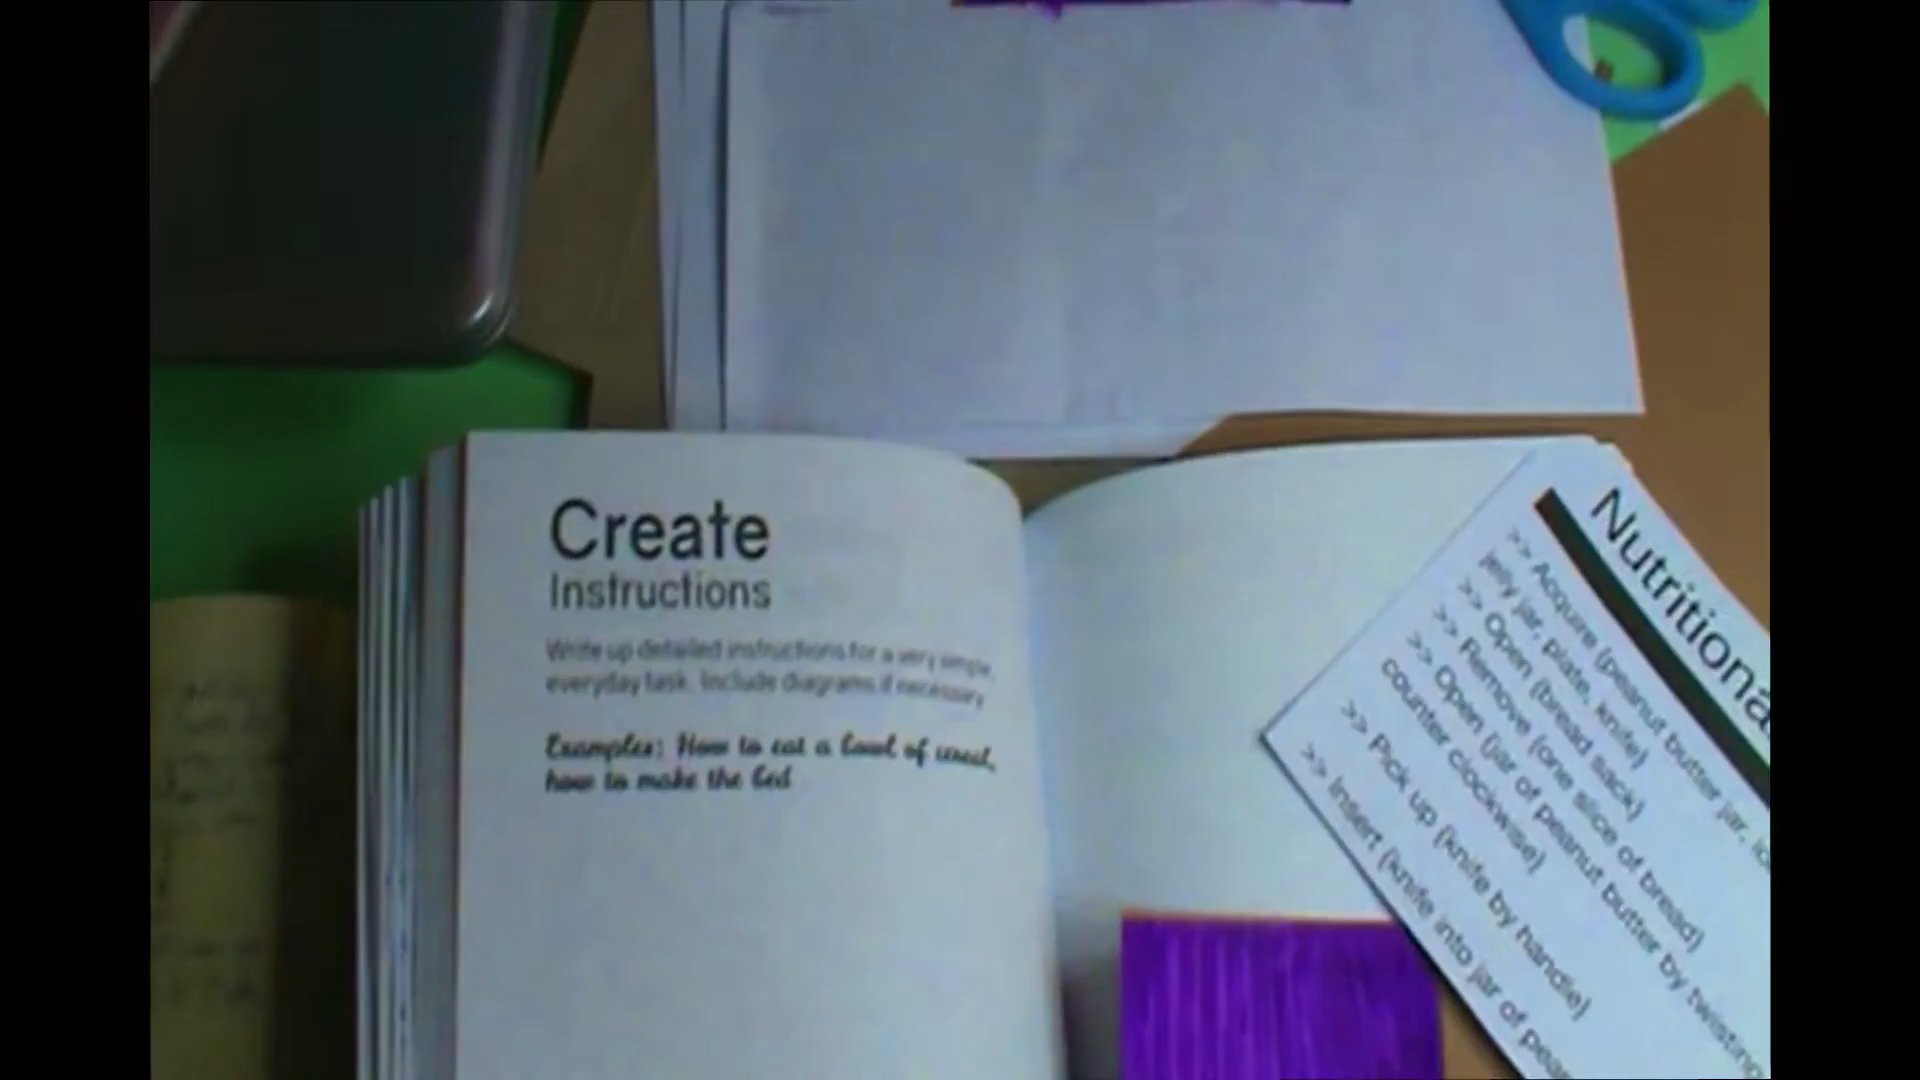 Create
Instructions
Write up detailed instructions for a very simple,
everyday task. Include diagrams if necessary
Examples: How to eat a bowl of cereal,
how to make the bed
Nutritiona
>> Acquire (peanut butter jar,
jelly jar, plate, knife)
>> Open (bread sack)
>> Remove (one slice of bread)
>> Open (jar of peanut butter by twisting
counter clockwise)
>> Pick up (knife by handle)
>> Insert (knife into jar of pean